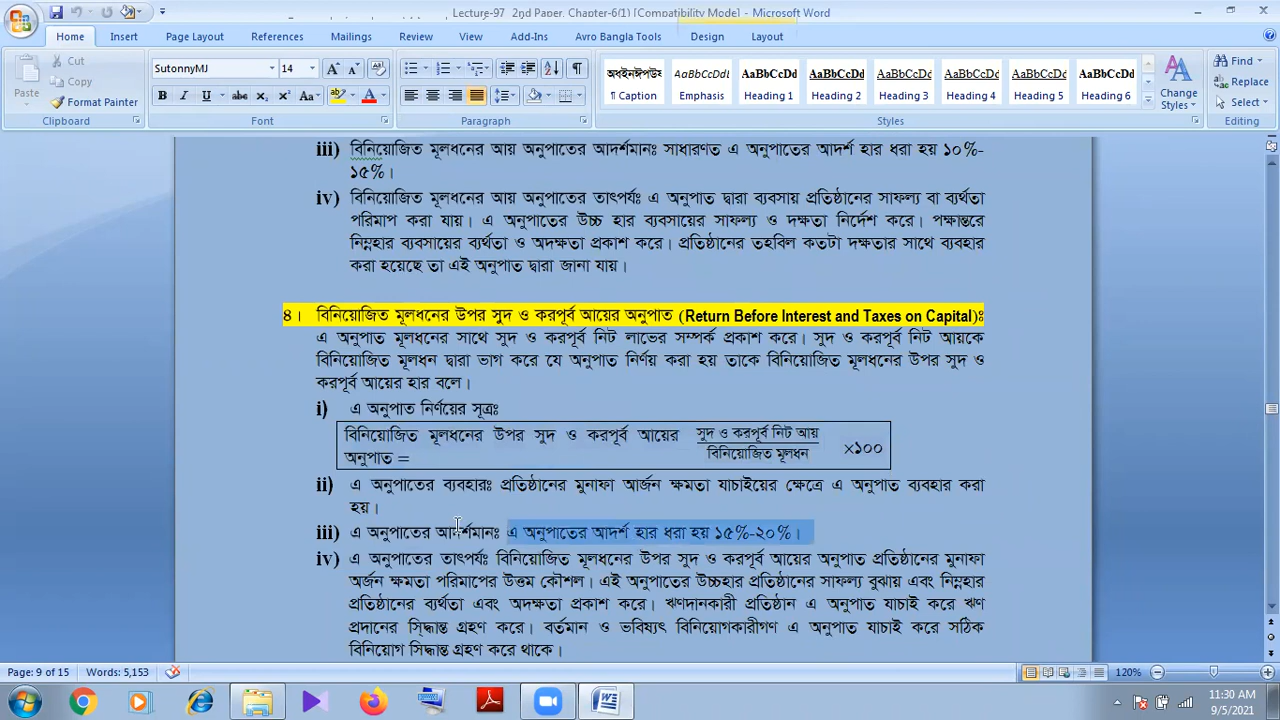 Lecture-97 2nd Paper. Chapter-6(1) [Compatibility Mode] - Microsoft Word
Home Insert Page Layout References Mailings Review View Add-Ins Avro Bangla Tools Design Layout
Cut
Copy
Format Painter
Paste
Clipboard
SutonnyMJ 14
Font
Paragraph
¶ Caption Emphasis Heading 1 Heading 2 Heading 3 Heading 4 Heading 5 Heading 6
Change Styles
Styles
Find
Replace
Select
Editing
iii) বিনিয়োজিত মূলধনের আয় অনুপাতের আদর্শমানঃ সাধারণত এ অনুপাতের আদর্শ হার ধরা হয় ১০%-
১৫%।
iv) বিনিয়োজিত মূলধনের আয় অনুপাতের তাৎপর্যঃ এ অনুপাত দ্বারা ব্যবসায় প্রতিষ্ঠানের সাফল্য বা ব্যর্থতা
পরিমাপ করা যায়। এ অনুপাতের উচ্চ হার ব্যবসায়ের সাফল্য ও দক্ষতা নির্দেশ করে। পক্ষান্তরে
নিম্নহার ব্যবসায়ের ব্যর্থতা ও অদক্ষতা প্রকাশ করে। প্রতিষ্ঠানের তহবিল কতটা দক্ষতার সাথে ব্যবহার
করা হয়েছে তা এই অনুপাত দ্বারা জানা যায়।
৪। বিনিয়োজিত মূলধনের উপর সুদ ও করপূর্ব আয়ের অনুপাত (Return Before Interest and Taxes on Capital)ঃ
এ অনুপাত মূলধনের সাথে সুদ ও করপূর্ব নিট লাভের সম্পর্ক প্রকাশ করে। সুদ ও করপূর্ব নিট আয়কে
বিনিয়োজিত মূলধন দ্বারা ভাগ করে যে অনুপাত নির্ণয় করা হয় তাকে বিনিয়োজিত মূলধনের উপর সুদ ও
করপূর্ব আয়ের হার বলে।
i) এ অনুপাত নির্ণয়ের সূত্রঃ
বিনিয়োজিত মূলধনের উপর সুদ ও করপূর্ব আয়ের
অনুপাত =
সুদ ও করপূর্ব নিট আয়
বিনিয়োজিত মূলধন
×১০০
ii) এ অনুপাতের ব্যবহারঃ প্রতিষ্ঠানের মুনাফা আর্জন ক্ষমতা যাচাইয়ের ক্ষেত্রে এ অনুপাত ব্যবহার করা
হয়।
iii) এ অনুপাতের আদর্শমানঃ এ অনুপাতের আদর্শ হার ধরা হয় ১৫%-২০%।
iv) এ অনুপাতের তাৎপর্যঃ বিনিয়োজিত মূলধনের উপর সুদ ও করপূর্ব আয়ের অনুপাত প্রতিষ্ঠানের মুনাফা
অর্জন ক্ষমতা পরিমাপের উত্তম কৌশল। এই অনুপাতের উচ্চহার প্রতিষ্ঠানের সাফল্য বুঝায় এবং নিম্নহার
প্রতিষ্ঠানের ব্যর্থতা এবং অদক্ষতা প্রকাশ করে। ঋণদানকারী প্রতিষ্ঠান এ অনুপাত যাচাই করে ঋণ
প্রদানের সিদ্ধান্ত গ্রহণ করে। বর্তমান ও ভবিষ্যৎ বিনিয়োগকারীগণ এ অনুপাত যাচাই করে সঠিক
বিনিয়োগ সিদ্ধান্ত গ্রহণ করে থাকে।
Page: 9 of 15 Words: 5,153 120%
11:30 AM
9/5/2021